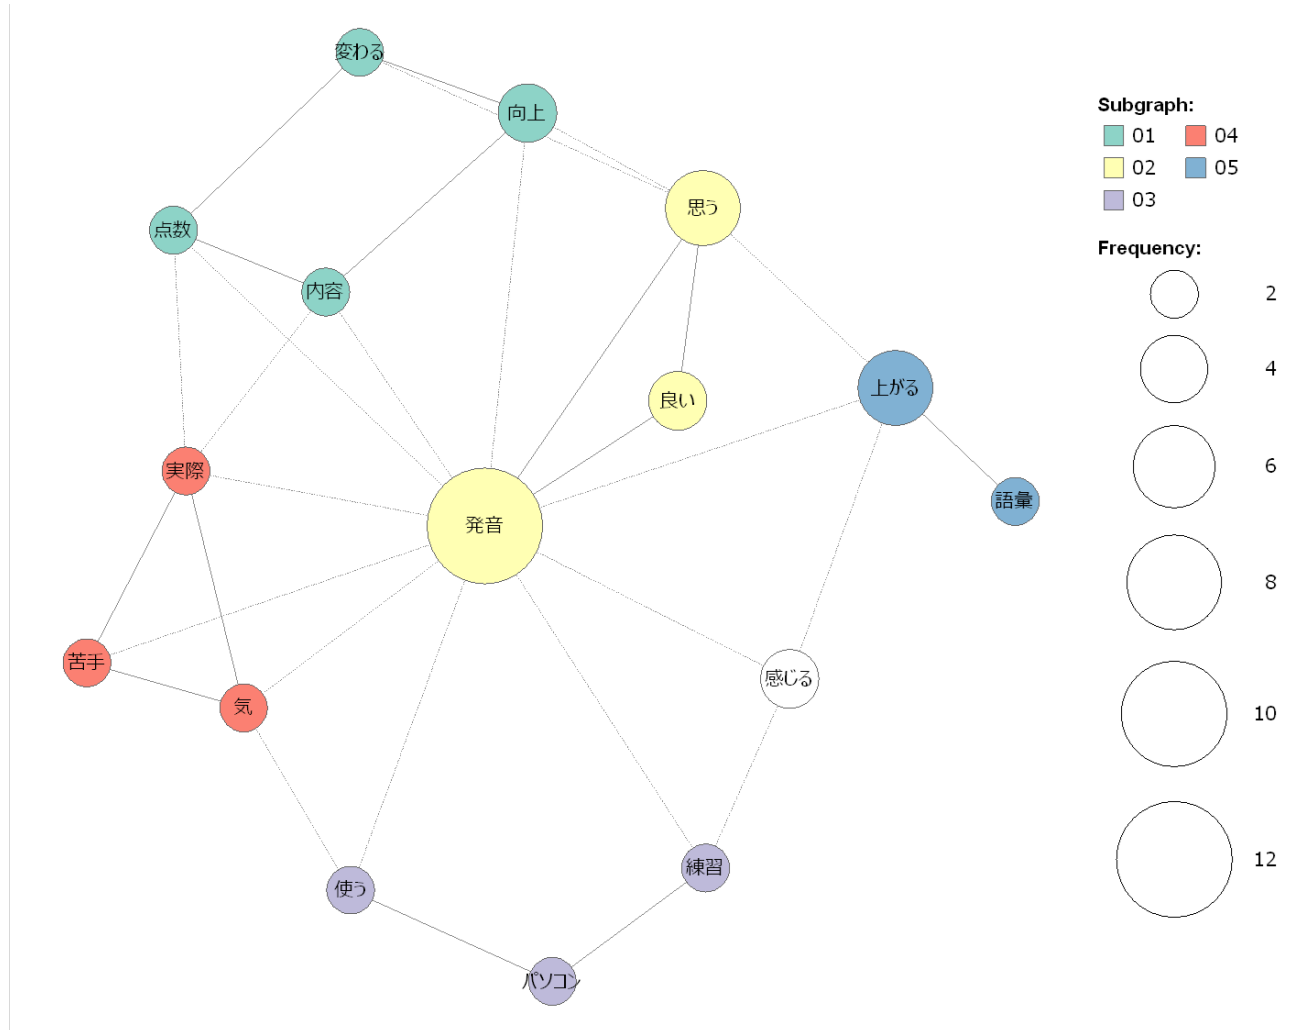 変わる
向上
思う
点数
内容
上がる
良い
実際
語彙
発音
苦手
感じる
気
練習
使う
パソコン
Subgraph:
01 04
02 05
03
Frequency:
2
4
6
8
10
12